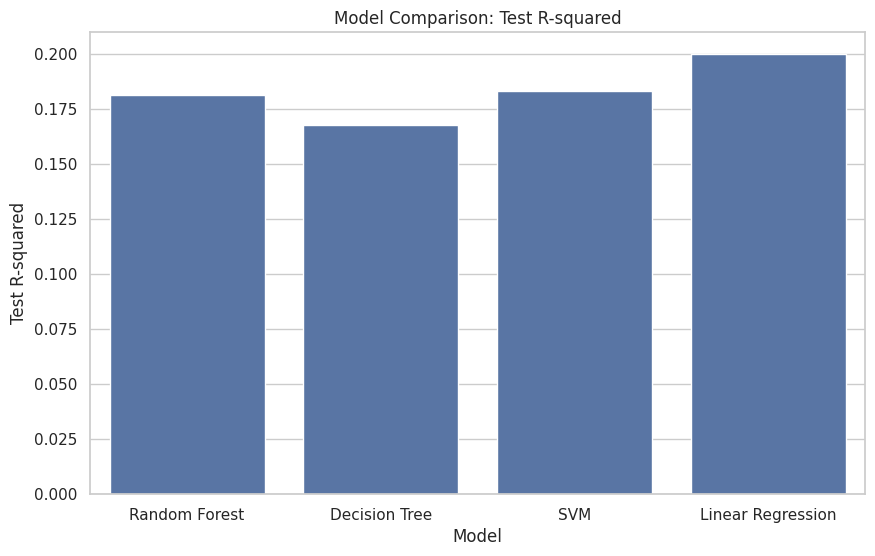 Model Comparison: Test R-squared
0.200
0.175
0.150
0.125
0.100
0.075
0.050
0.025
0.000
Test R-squared
Random Forest
Decision Tree
SVM
Linear Regression
Model